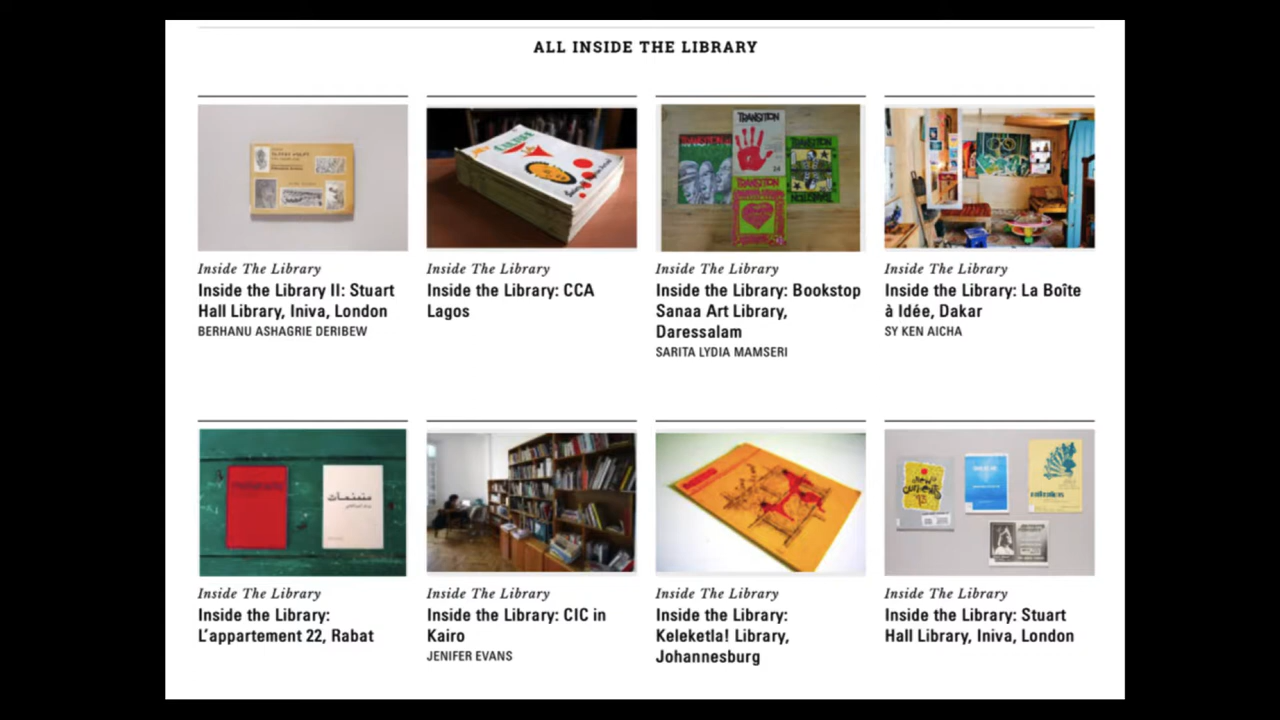 ALL INSIDE THE LIBRARY
TRANSITION
TRANSITION
TRANSITION
Inside The Library
Inside the Library II: Stuart
Hall Library, Iniva, London
BERHANU ASHAGRIE DERIBEW
Inside The Library
Inside the Library: CCA
Lagos
Inside The Library
Inside the Library: Bookstop
Sanaa Art Library,
Daressalam
SARITA LYDIA MAMSERI
Inside The Library
Inside the Library: La Boîte
à Idée, Dakar
SY KEN AICHA
Inside The Library
Inside the Library:
L'appartement 22, Rabat
Inside The Library
Inside the Library: CIC in
Kairo
JENIFER EVANS
Inside The Library
Inside the Library:
Keleketla! Library,
Johannesburg
Inside The Library
Inside the Library: Stuart
Hall Library, Iniva, London